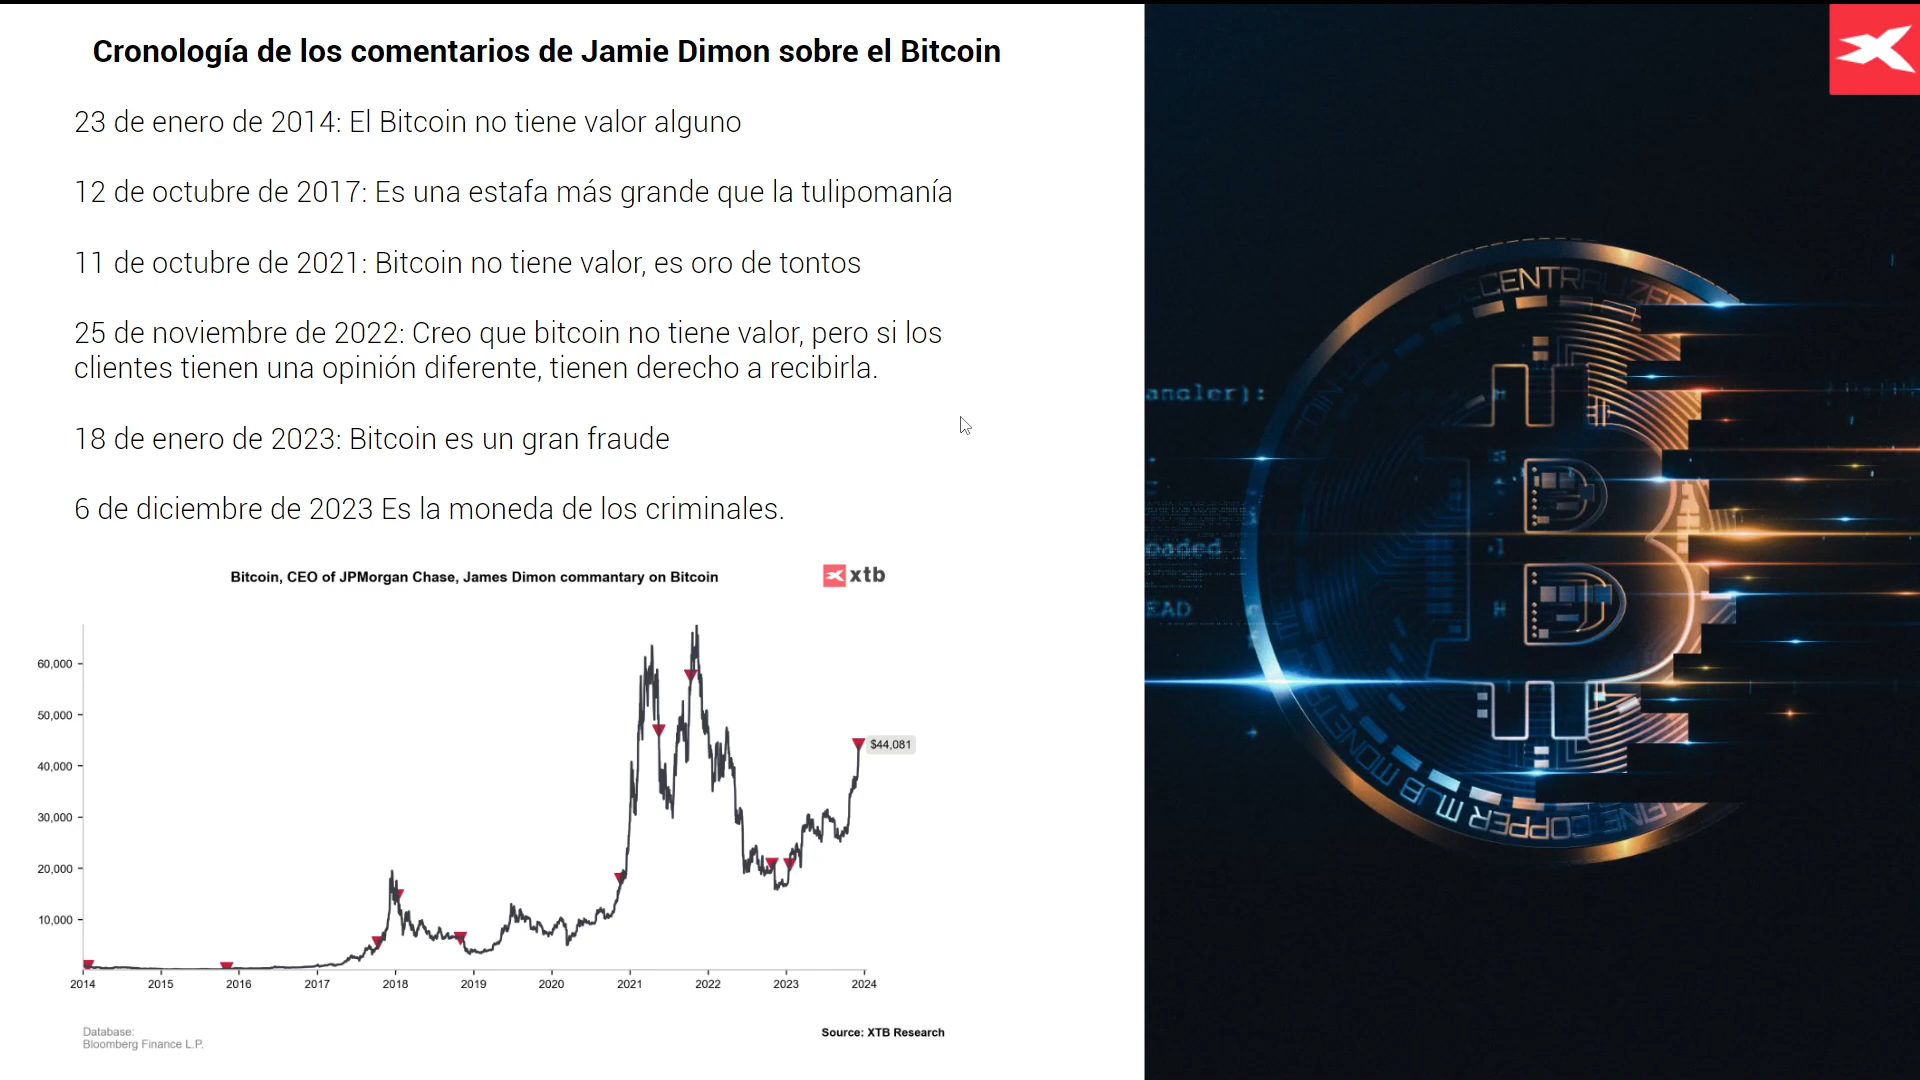 Cronología de los comentarios de Jamie Dimon sobre el Bitcoin
23 de enero de 2014: El Bitcoin no tiene valor alguno
12 de octubre de 2017: Es una estafa más grande que la tulipomanía
11 de octubre de 2021: Bitcoin no tiene valor, es oro de tontos
25 de noviembre de 2022: Creo que bitcoin no tiene valor, pero si los
clientes tienen una opinión diferente, tienen derecho a recibirla.
18 de enero de 2023: Bitcoin es un gran fraude
6 de diciembre de 2023 Es la moneda de los criminales.
Bitcoin, CEO of JPMorgan Chase, James Dimon commantary on Bitcoin
xtb
60,000
50,000
40,000
30,000
20,000
10,000
$44,081
2014 2015 2016 2017 2018 2019 2020 2021 2022 2023 2024
Database:
Bloomberg Finance L.P.
Source: XTB Research
DECENTRALIZED
COPPER